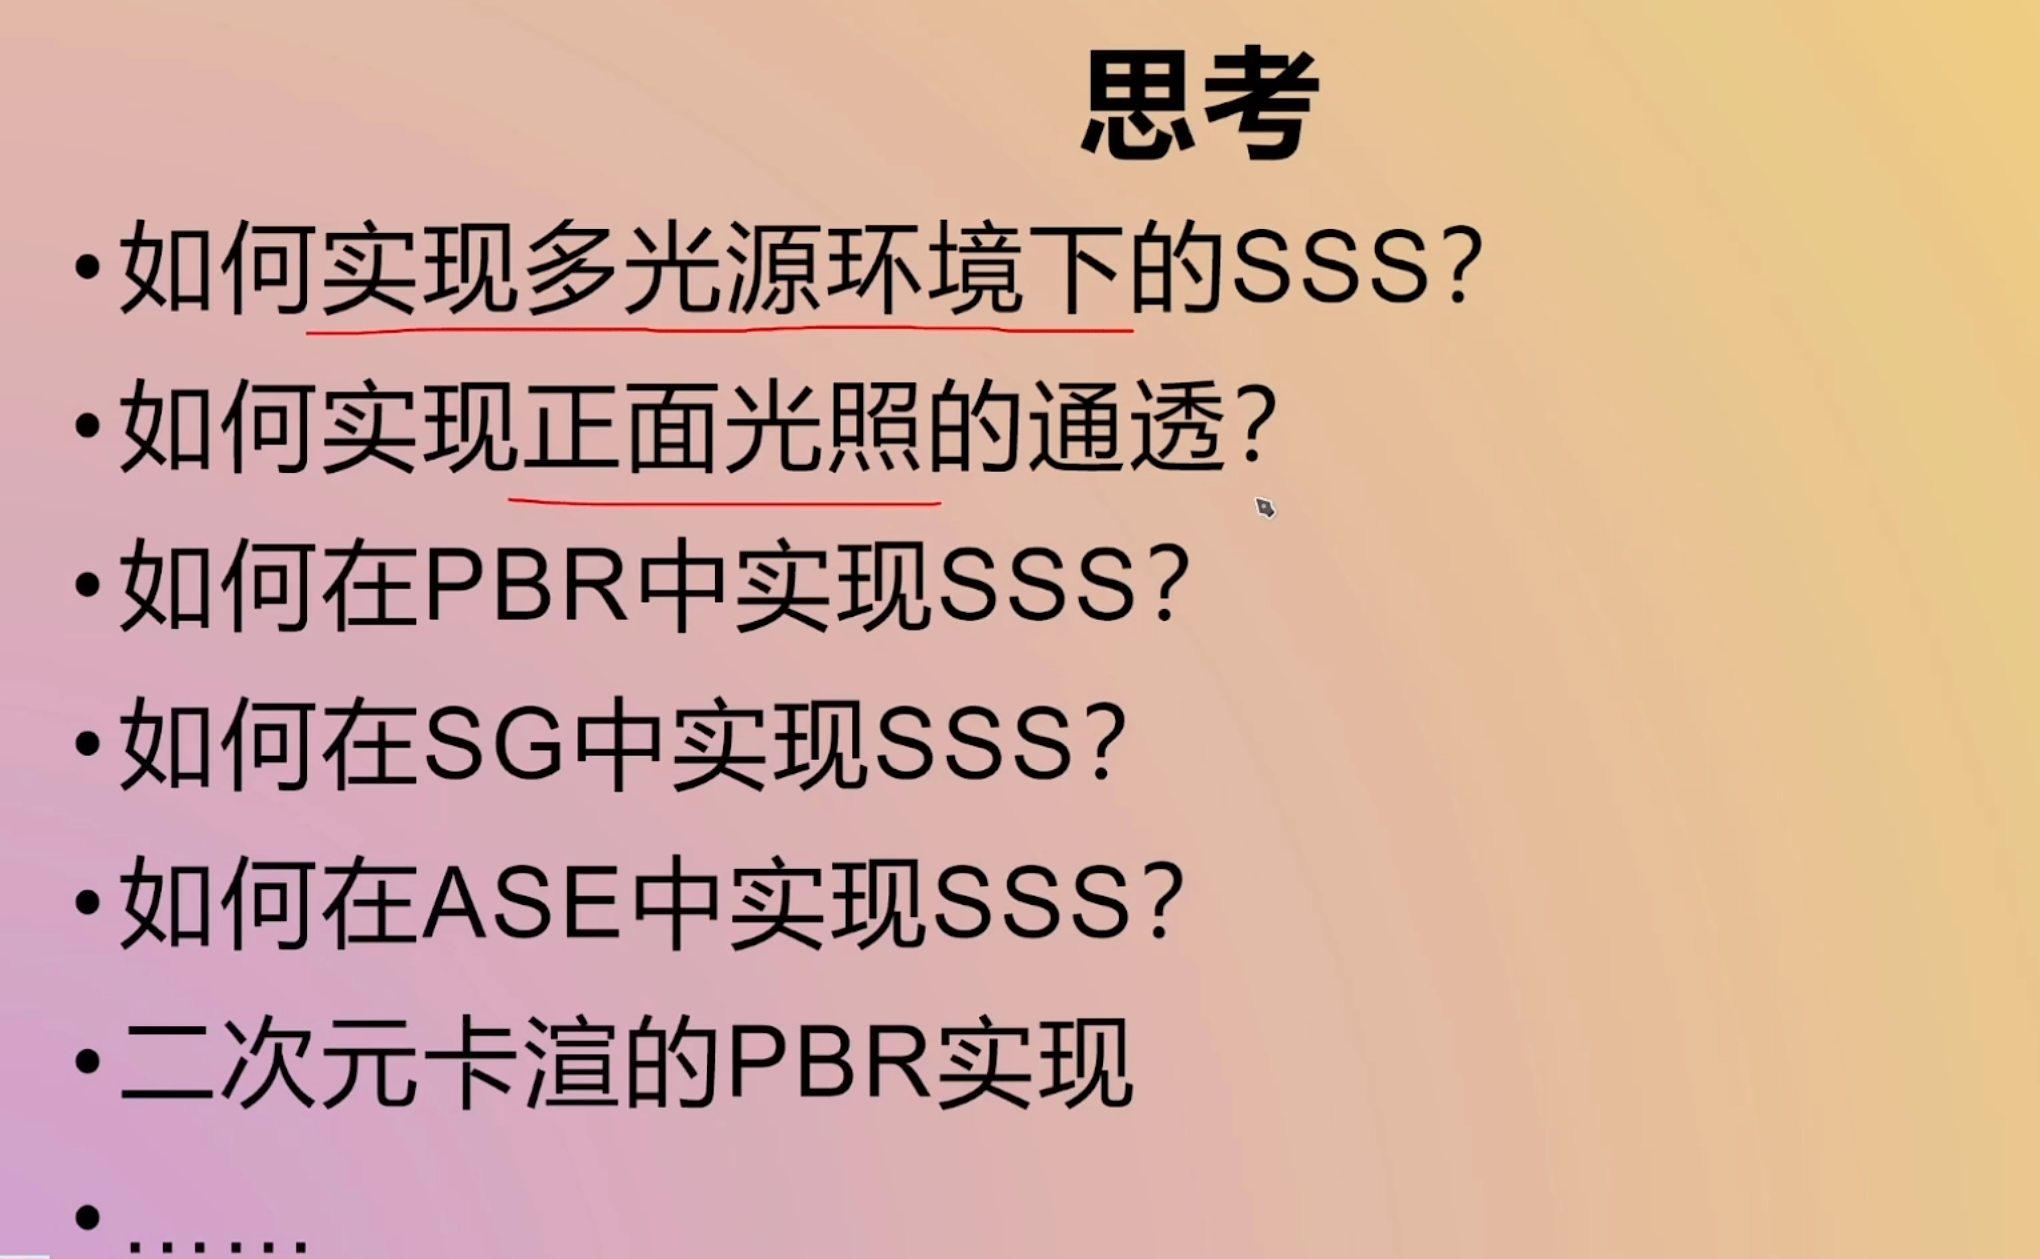 思考
•如何实现多光源环境下的SSS？
•如何实现正面光照的通透？
•如何在PBR中实现SSS？
•如何在SG中实现SSS？
•如何在ASE中实现SSS？
•二次元卡渲的PBR实现
•……